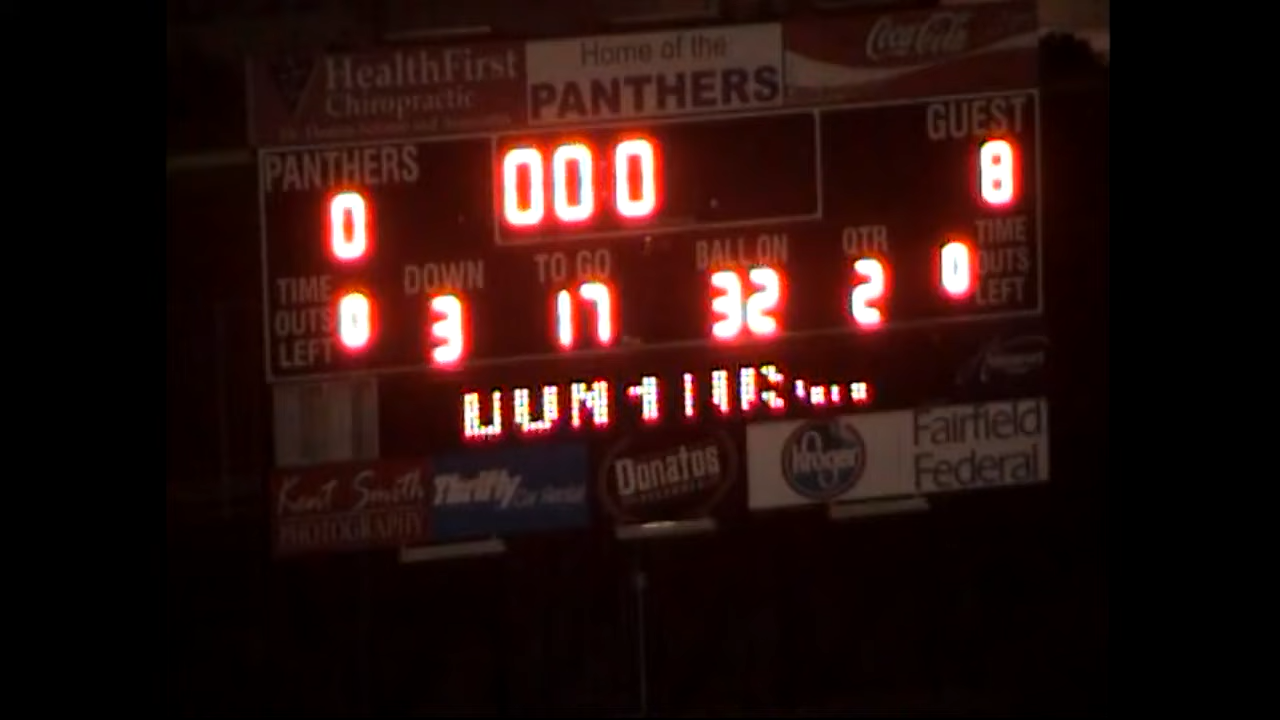 HealthFirst
Chiropractic
Home of the:
PANTHERS
Coca-Cola
PANTHERS
0
000
GUEST
8
DOWN
3
TO GO
17
BALL ON
32
QTR
2
TIME
OUTS
LEFT
0
TIME
OUTS
LEFT
0
Kent Smith
PHOTOGRAPHY
Thrifty
Car Rental
Donatos
Kroger
Fairfield
Federal